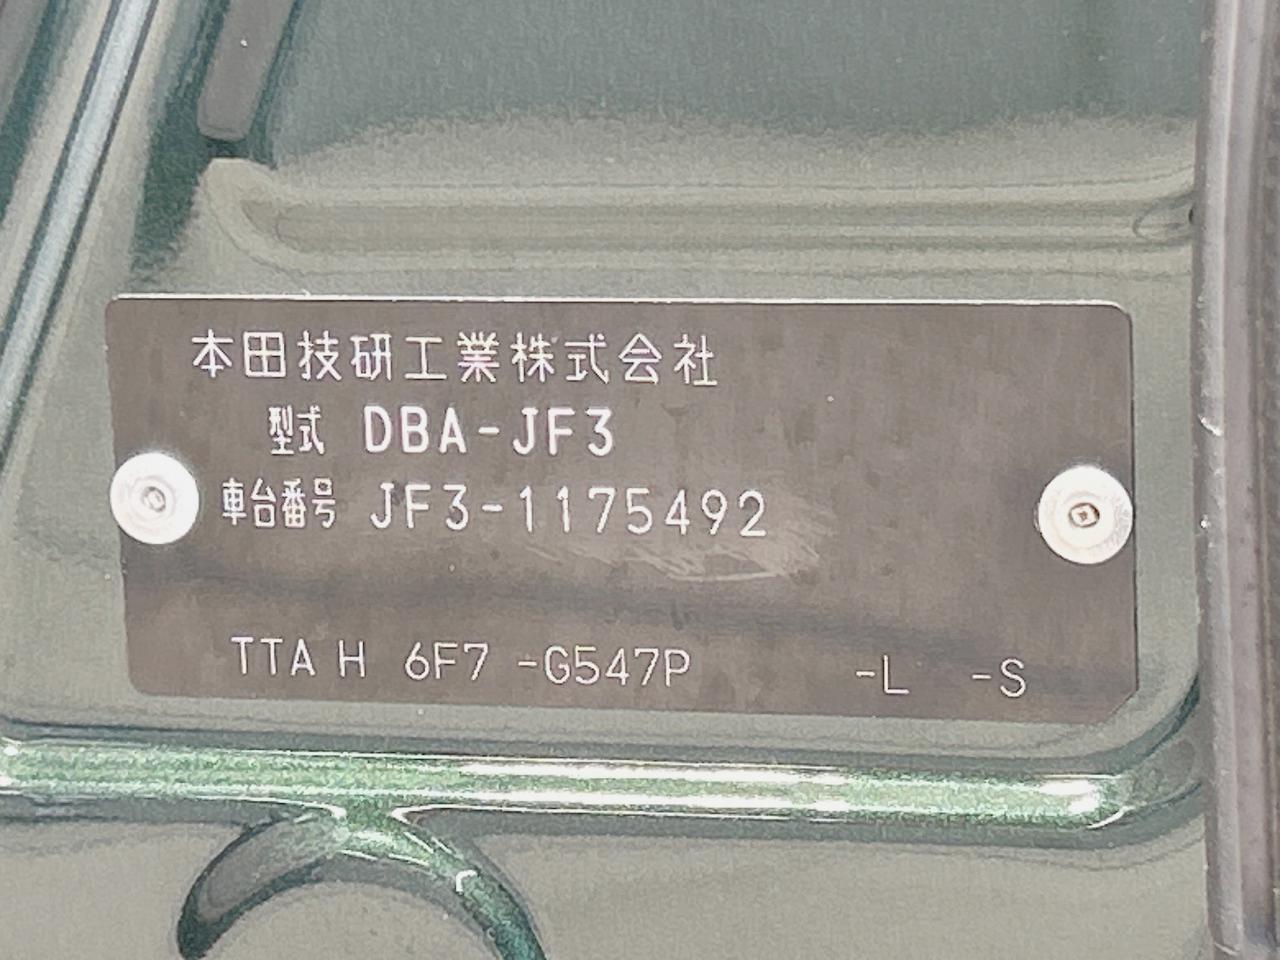 本田技研工業株式会社
型式 DBA-JF3
車台番号 JF3-1175492
TTA H 6F7 -G547P -L -S